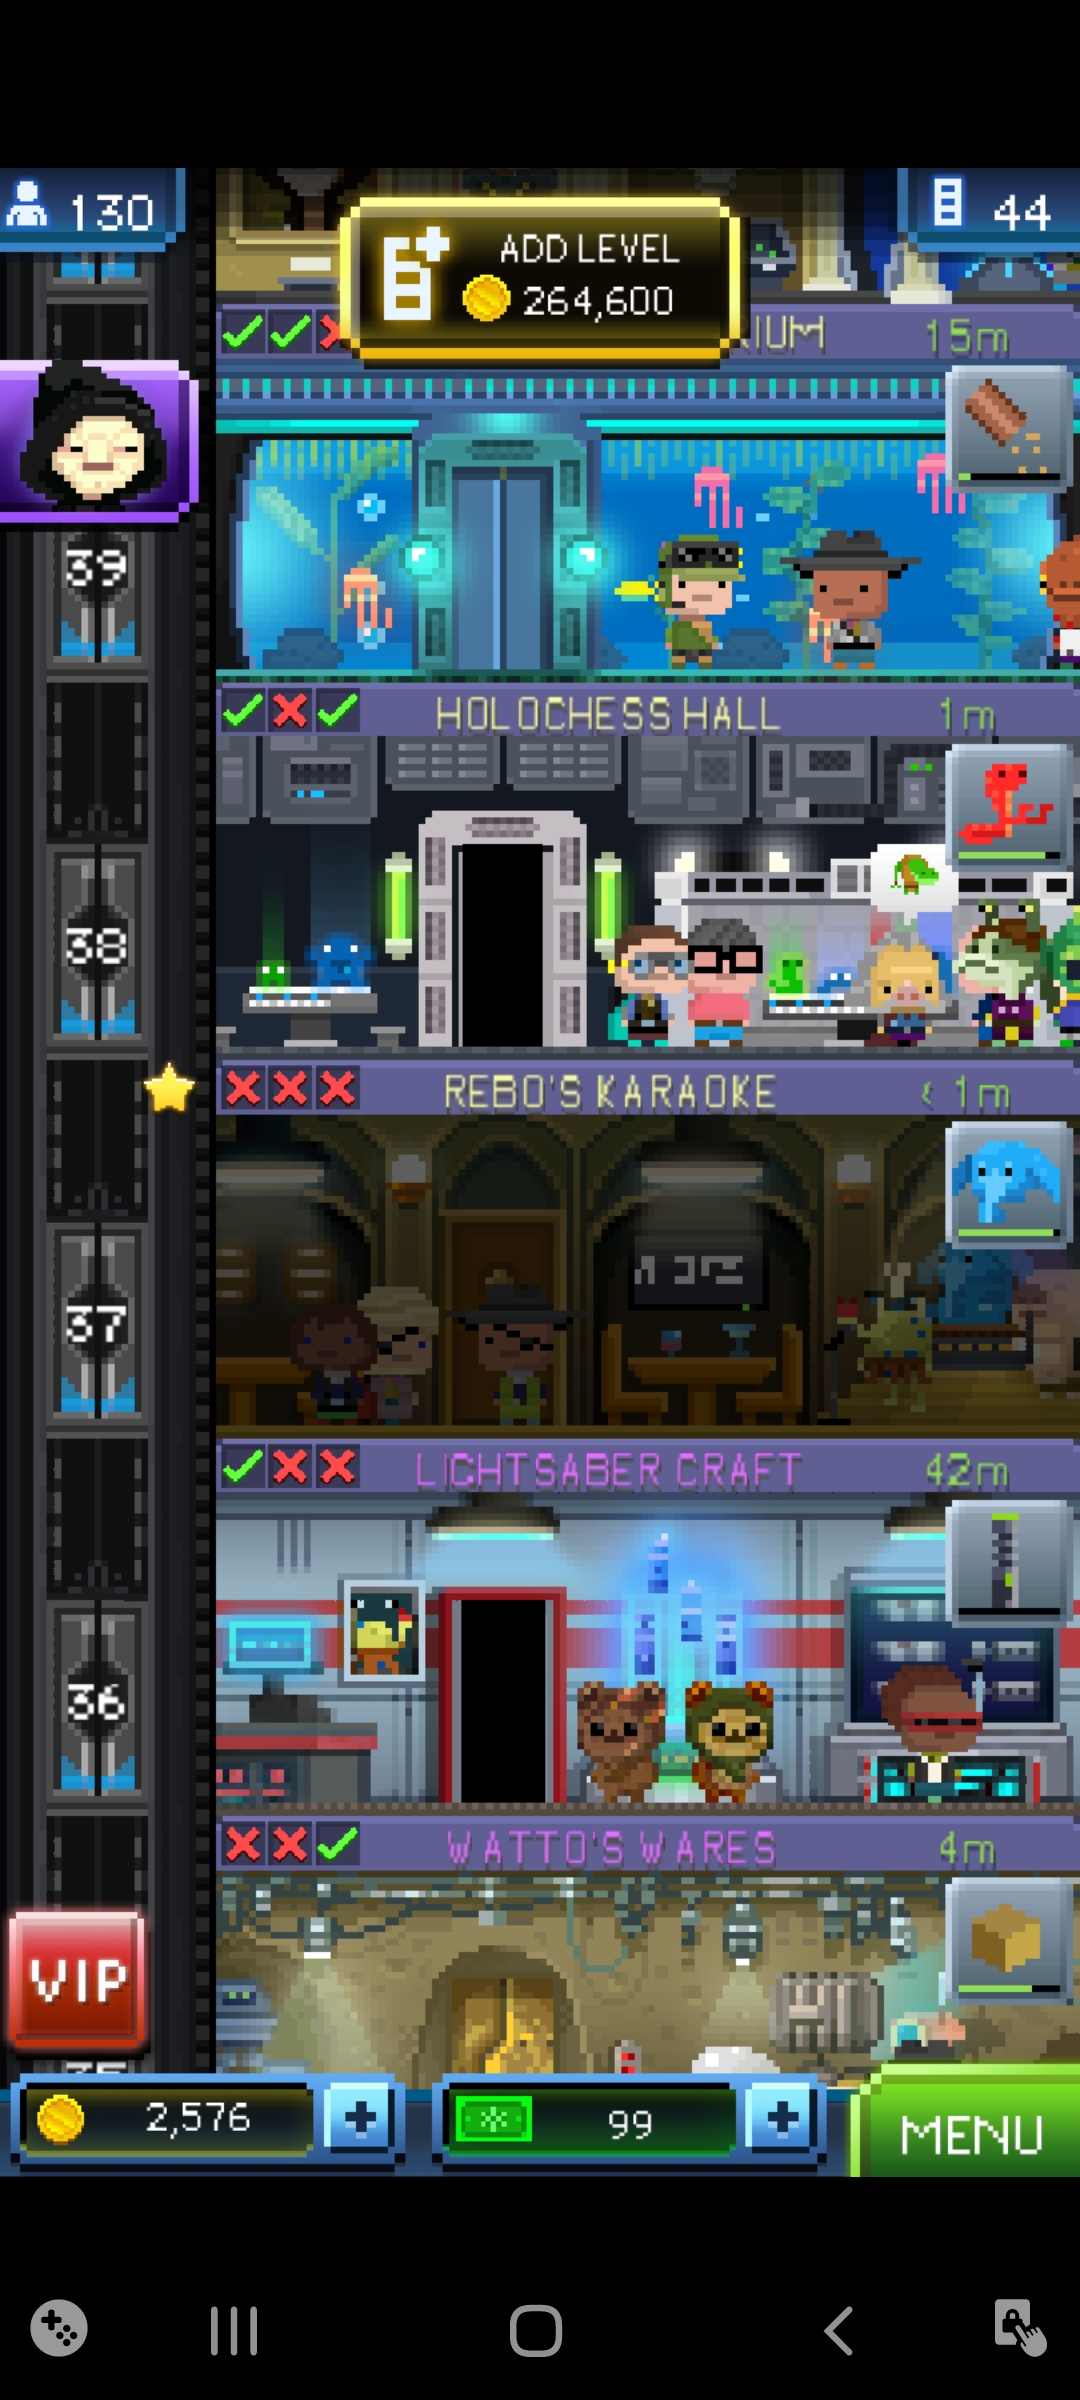 130
ADD LEVEL
264,600
44
15m
39
HOLOCHESS HALL
1m
38
REBO'S KARAOKE
< 1m
37
LIGHTSABER CRAFT
42m
36
WATTO'S WARES
4m
VIP
2,576
99
MENU